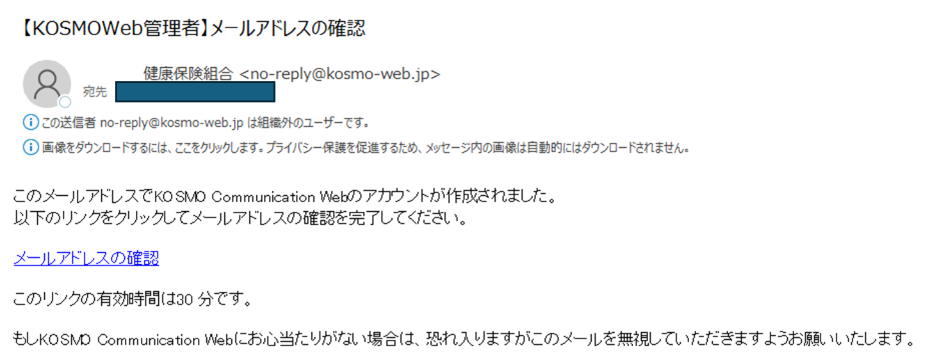 【KOSMOWeb管理者】メールアドレスの確認
健康保険組合 <no-reply@kosmo-web.jp>
宛先
この送信者 no-reply@kosmo-web.jp は組織外のユーザーです。
画像をダウンロードするには、ここをクリックします。プライバシー保護を促進するため、メッセージ内の画像は自動的にはダウンロードされません。
このメールアドレスでKOSMO Communication Webのアカウントが作成されました。
以下のリンクをクリックしてメールアドレスの確認を完了してください。
メールアドレスの確認
このリンクの有効時間は30 分です。
もしKOSMO Communication Webにお心当たりがない場合は、恐れ入りますがこのメールを無視していただきますようお願いいたします。